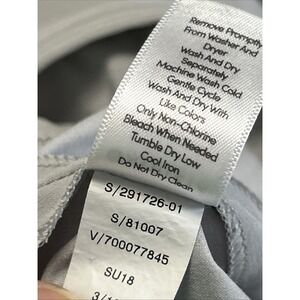 Remove Promptly
From Washer And
Dryer
Wash And Dry
Separately
Machine Wash Cold
Gentle Cycle
Wash And Dry With
Like Colors
Only Non-Chlorine
Bleach When Needed
Tumble Dry Low
Cool Iron
Do Not Dry Clean
S/291726-01
S/81007
V/700077845
SU18